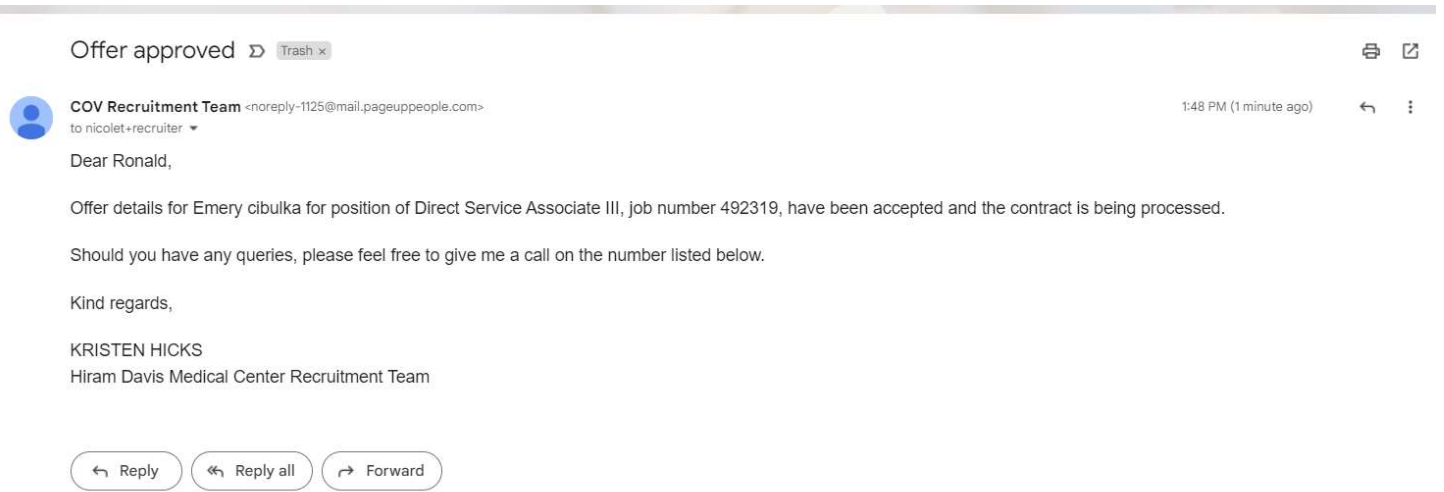 Offer approved Trash ×
COV Recruitment Team <noreply-1125@mail.pageuppeople.com> 1:48 PM (1 minute ago)
to nicolet+recruiter
Dear Ronald,
Offer details for Emery cibulka for position of Direct Service Associate III, job number 492319, have been accepted and the contract is being processed.
Should you have any queries, please feel free to give me a call on the number listed below.
Kind regards,
KRISTEN HICKS
Hiram Davis Medical Center Recruitment Team
Reply Reply all Forward